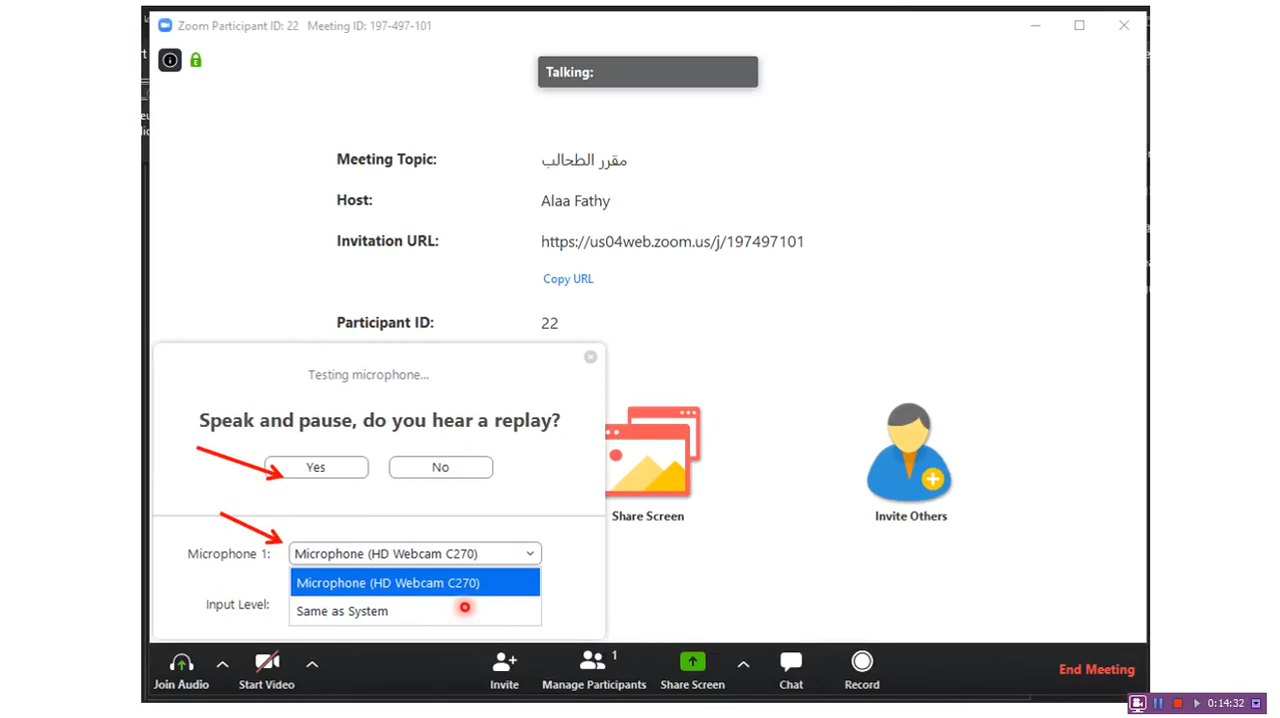 Zoom Participant ID: 22 Meeting ID: 197-497-101
Talking:
Meeting Topic: مقرر الطحالب
Host: Alaa Fathy
Invitation URL: https://us04web.zoom.us/j/197497101
Copy URL
Participant ID: 22
Testing microphone...
Speak and pause, do you hear a replay?
Yes No
Share Screen Invite Others
Microphone 1: Microphone (HD Webcam C270)
Microphone (HD Webcam C270)
Input Level: Same as System
1
Join Audio Start Video Invite Manage Participants Share Screen Chat Record End Meeting
0:14:32